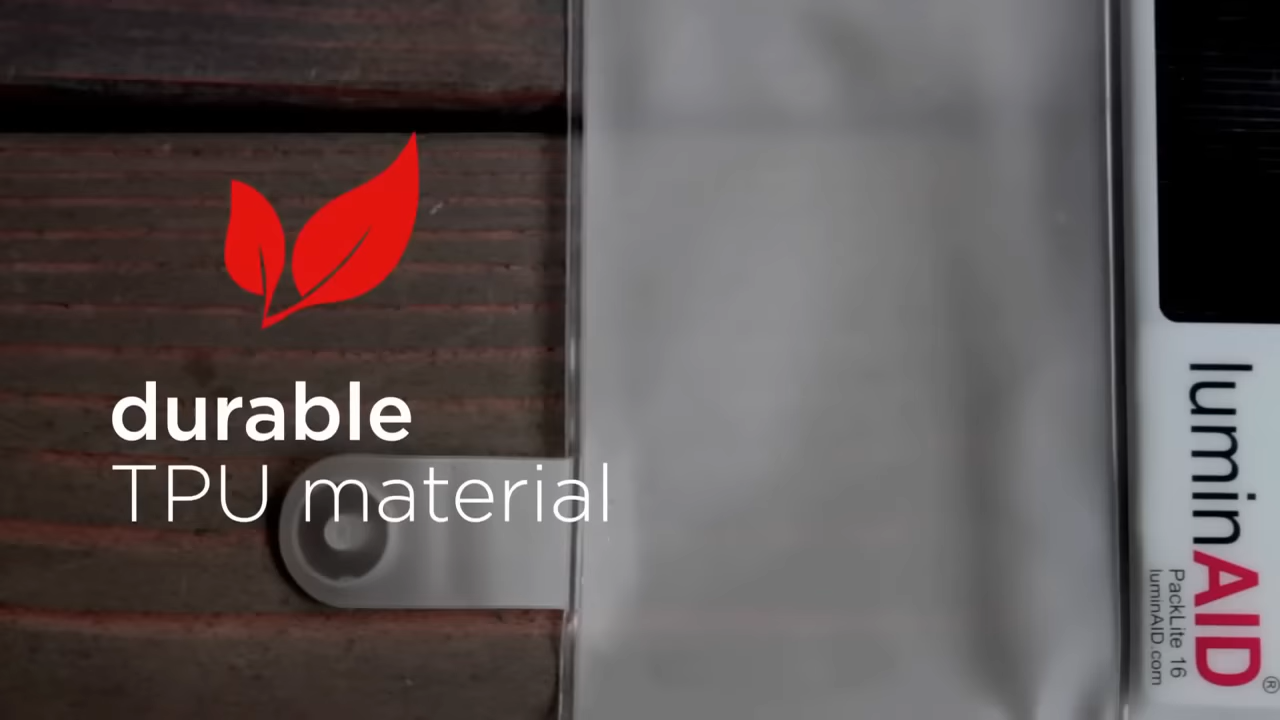 durable
TPU material
luminAID®
PackLite 16
luminAID.com